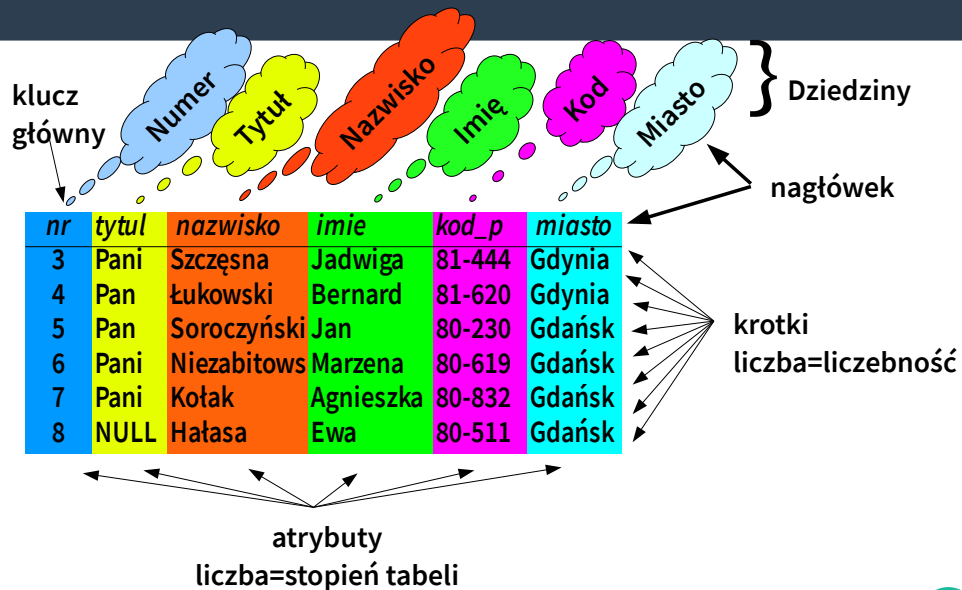 klucz
główny
Numer
Tytuł
Nazwisko
Imię
Kod
Miasto
}
Dziedziny
nagłówek
nr tytul nazwisko imie kod_p miasto
3 Pani Szczęsna Jadwiga 81-444 Gdynia
4 Pan Łukowski Bernard 81-620 Gdynia
5 Pan Soroczyński Jan 80-230 Gdańsk
6 Pani Niezabitows Marzena 80-619 Gdańsk
7 Pani Kołak Agnieszka 80-832 Gdańsk
8 NULL Hałasa Ewa 80-511 Gdańsk
krotki
liczba=liczebność
atrybuty
liczba=stopień tabeli